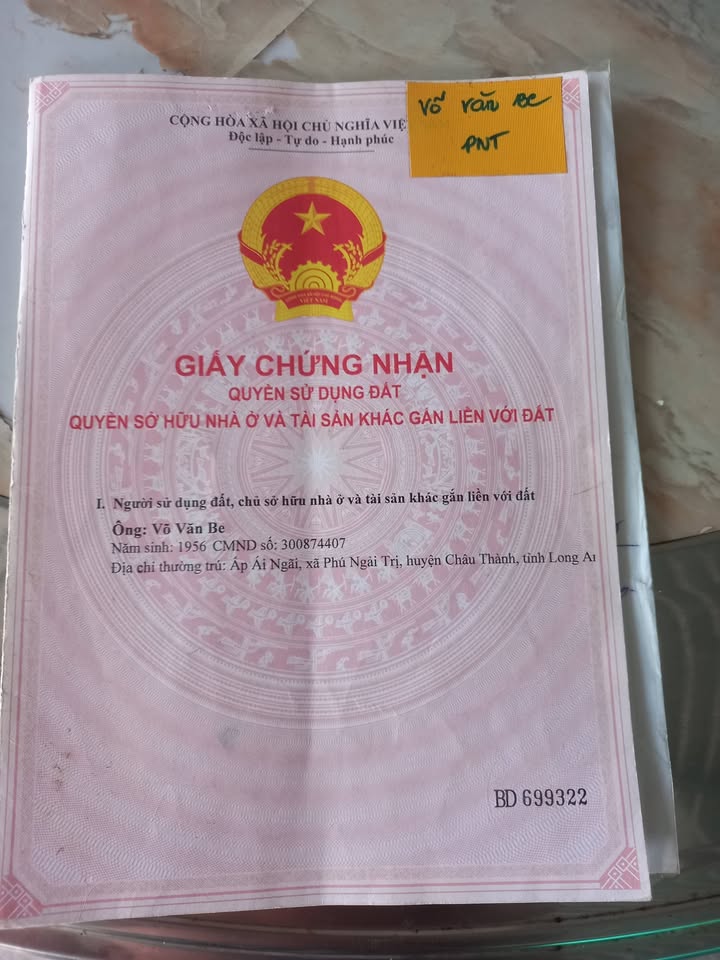 CỘNG HÒA XÃ HỘI CHỦ NGHĨA VIỆ
Độc lập - Tự do - Hạnh phúc
Võ Văn Be
PNT
VIỆT NAM
GIẤY CHỨNG NHẬN
QUYỀN SỬ DỤNG ĐẤT
QUYỀN SỞ HỮU NHÀ Ở VÀ TÀI SẢN KHÁC GẮN LIỀN VỚI ĐẤT
I. Người sử dụng đất, chủ sở hữu nhà ở và tài sản khác gắn liền với đất
Ông: Võ Văn Be
Năm sinh: 1956 CMND số: 300874407
Địa chỉ thường trú: Ấp Ái Ngãi, xã Phú Ngãi Trị, huyện Châu Thành, tỉnh Long An
BD 699322